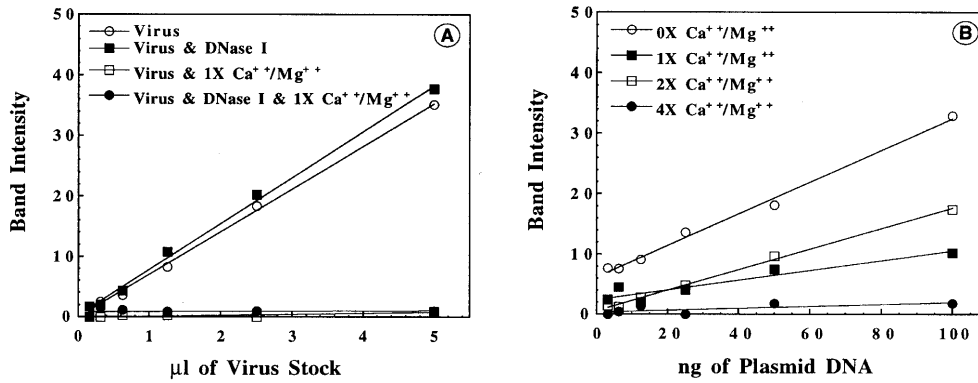 A
Virus
Virus & DNase I
Virus & 1X Ca++/Mg++
Virus & DNase I & 1X Ca++/Mg++
Band Intensity
50
40
30
20
10
0
0 1 2 3 4 5
μl of Virus Stock
B
0X Ca++/Mg++
1X Ca++/Mg++
2X Ca++/Mg++
4X Ca++/Mg++
Band Intensity
50
40
30
20
10
0
0 20 40 60 80 100
ng of Plasmid DNA